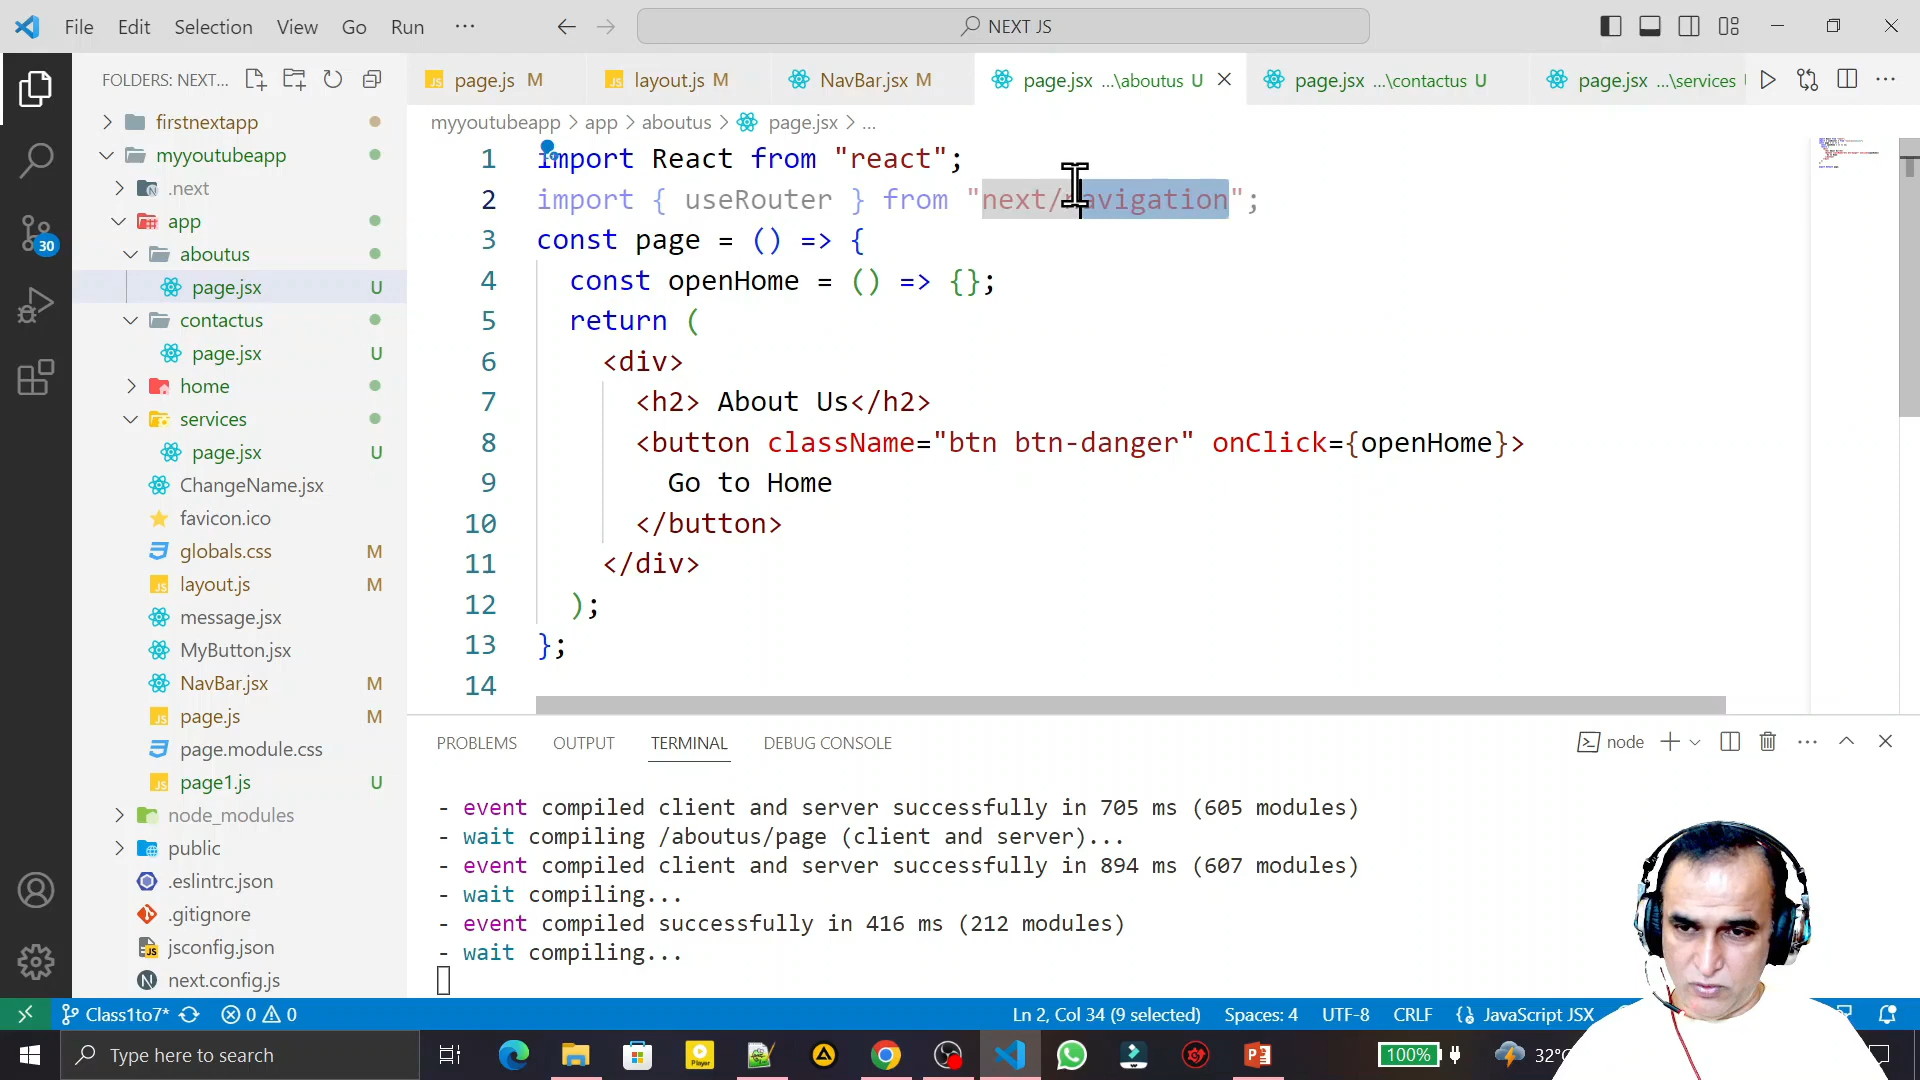 File Edit Selection View Go Run ··· NEXT JS
FOLDERS: NEXT...
page.js M layout.js M NavBar.jsx M page.jsx ...\aboutus U page.jsx ...\contactus U page.jsx ...\services
myyoutubeapp > app > aboutus > page.jsx > ...
firstnextapp
myyoutubeapp
.next
app
aboutus
page.jsx U
contactus
page.jsx U
home
services
page.jsx U
ChangeName.jsx
favicon.ico
globals.css M
layout.js M
message.jsx
MyButton.jsx
NavBar.jsx M
page.js M
page.module.css
page1.js U
node_modules
public
.eslintrc.json
.gitignore
jsconfig.json
next.config.js
30
1 import React from "react";
2 import { useRouter } from "next/navigation";
3 const page = () => {
4 const openHome = () => {};
5 return (
6 <div>
7 <h2> About Us</h2>
8 <button className="btn btn-danger" onClick={openHome}>
9 Go to Home
10 </button>
11 </div>
12 );
13 };
14
PROBLEMS OUTPUT TERMINAL DEBUG CONSOLE node
- event compiled client and server successfully in 705 ms (605 modules)
- wait compiling /aboutus/page (client and server)...
- event compiled client and server successfully in 894 ms (607 modules)
- wait compiling...
- event compiled successfully in 416 ms (212 modules)
- wait compiling...
Class1to7* 0 0 Ln 2, Col 34 (9 selected) Spaces: 4 UTF-8 CRLF {} JavaScript JSX
Type here to search 100% 32°C